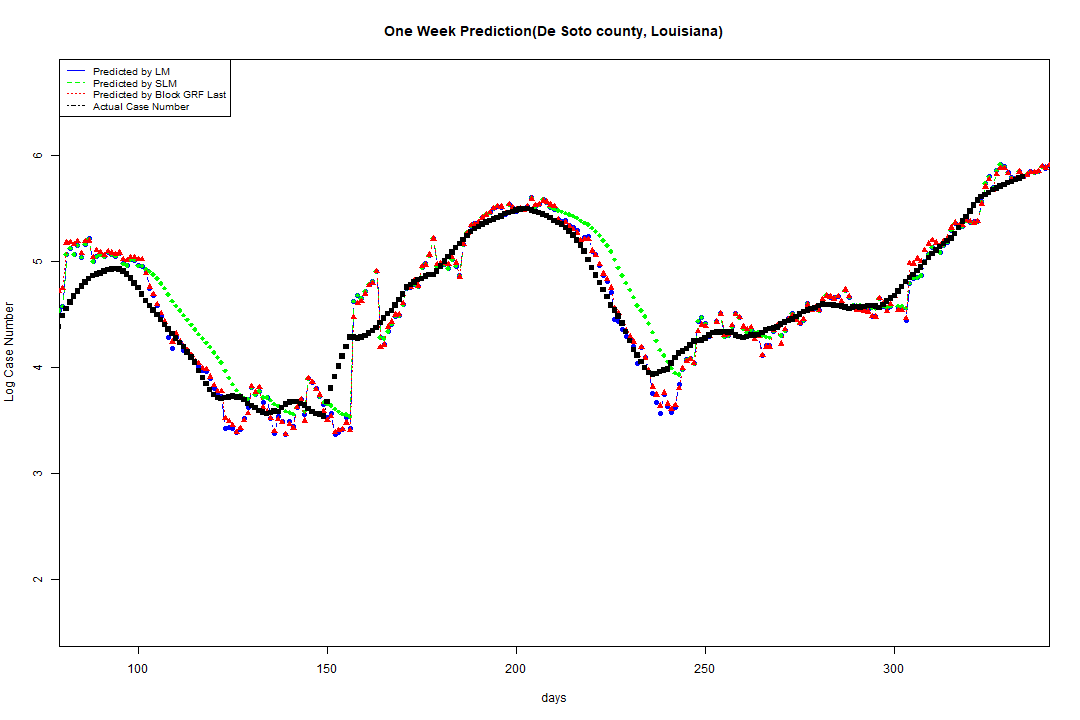 One Week Prediction(De Soto county, Louisiana)
Predicted by LM
Predicted by SLM
Predicted by Block GRF Last
Actual Case Number
Log Case Number
6
5
4
3
2
100 150 200 250 300
days